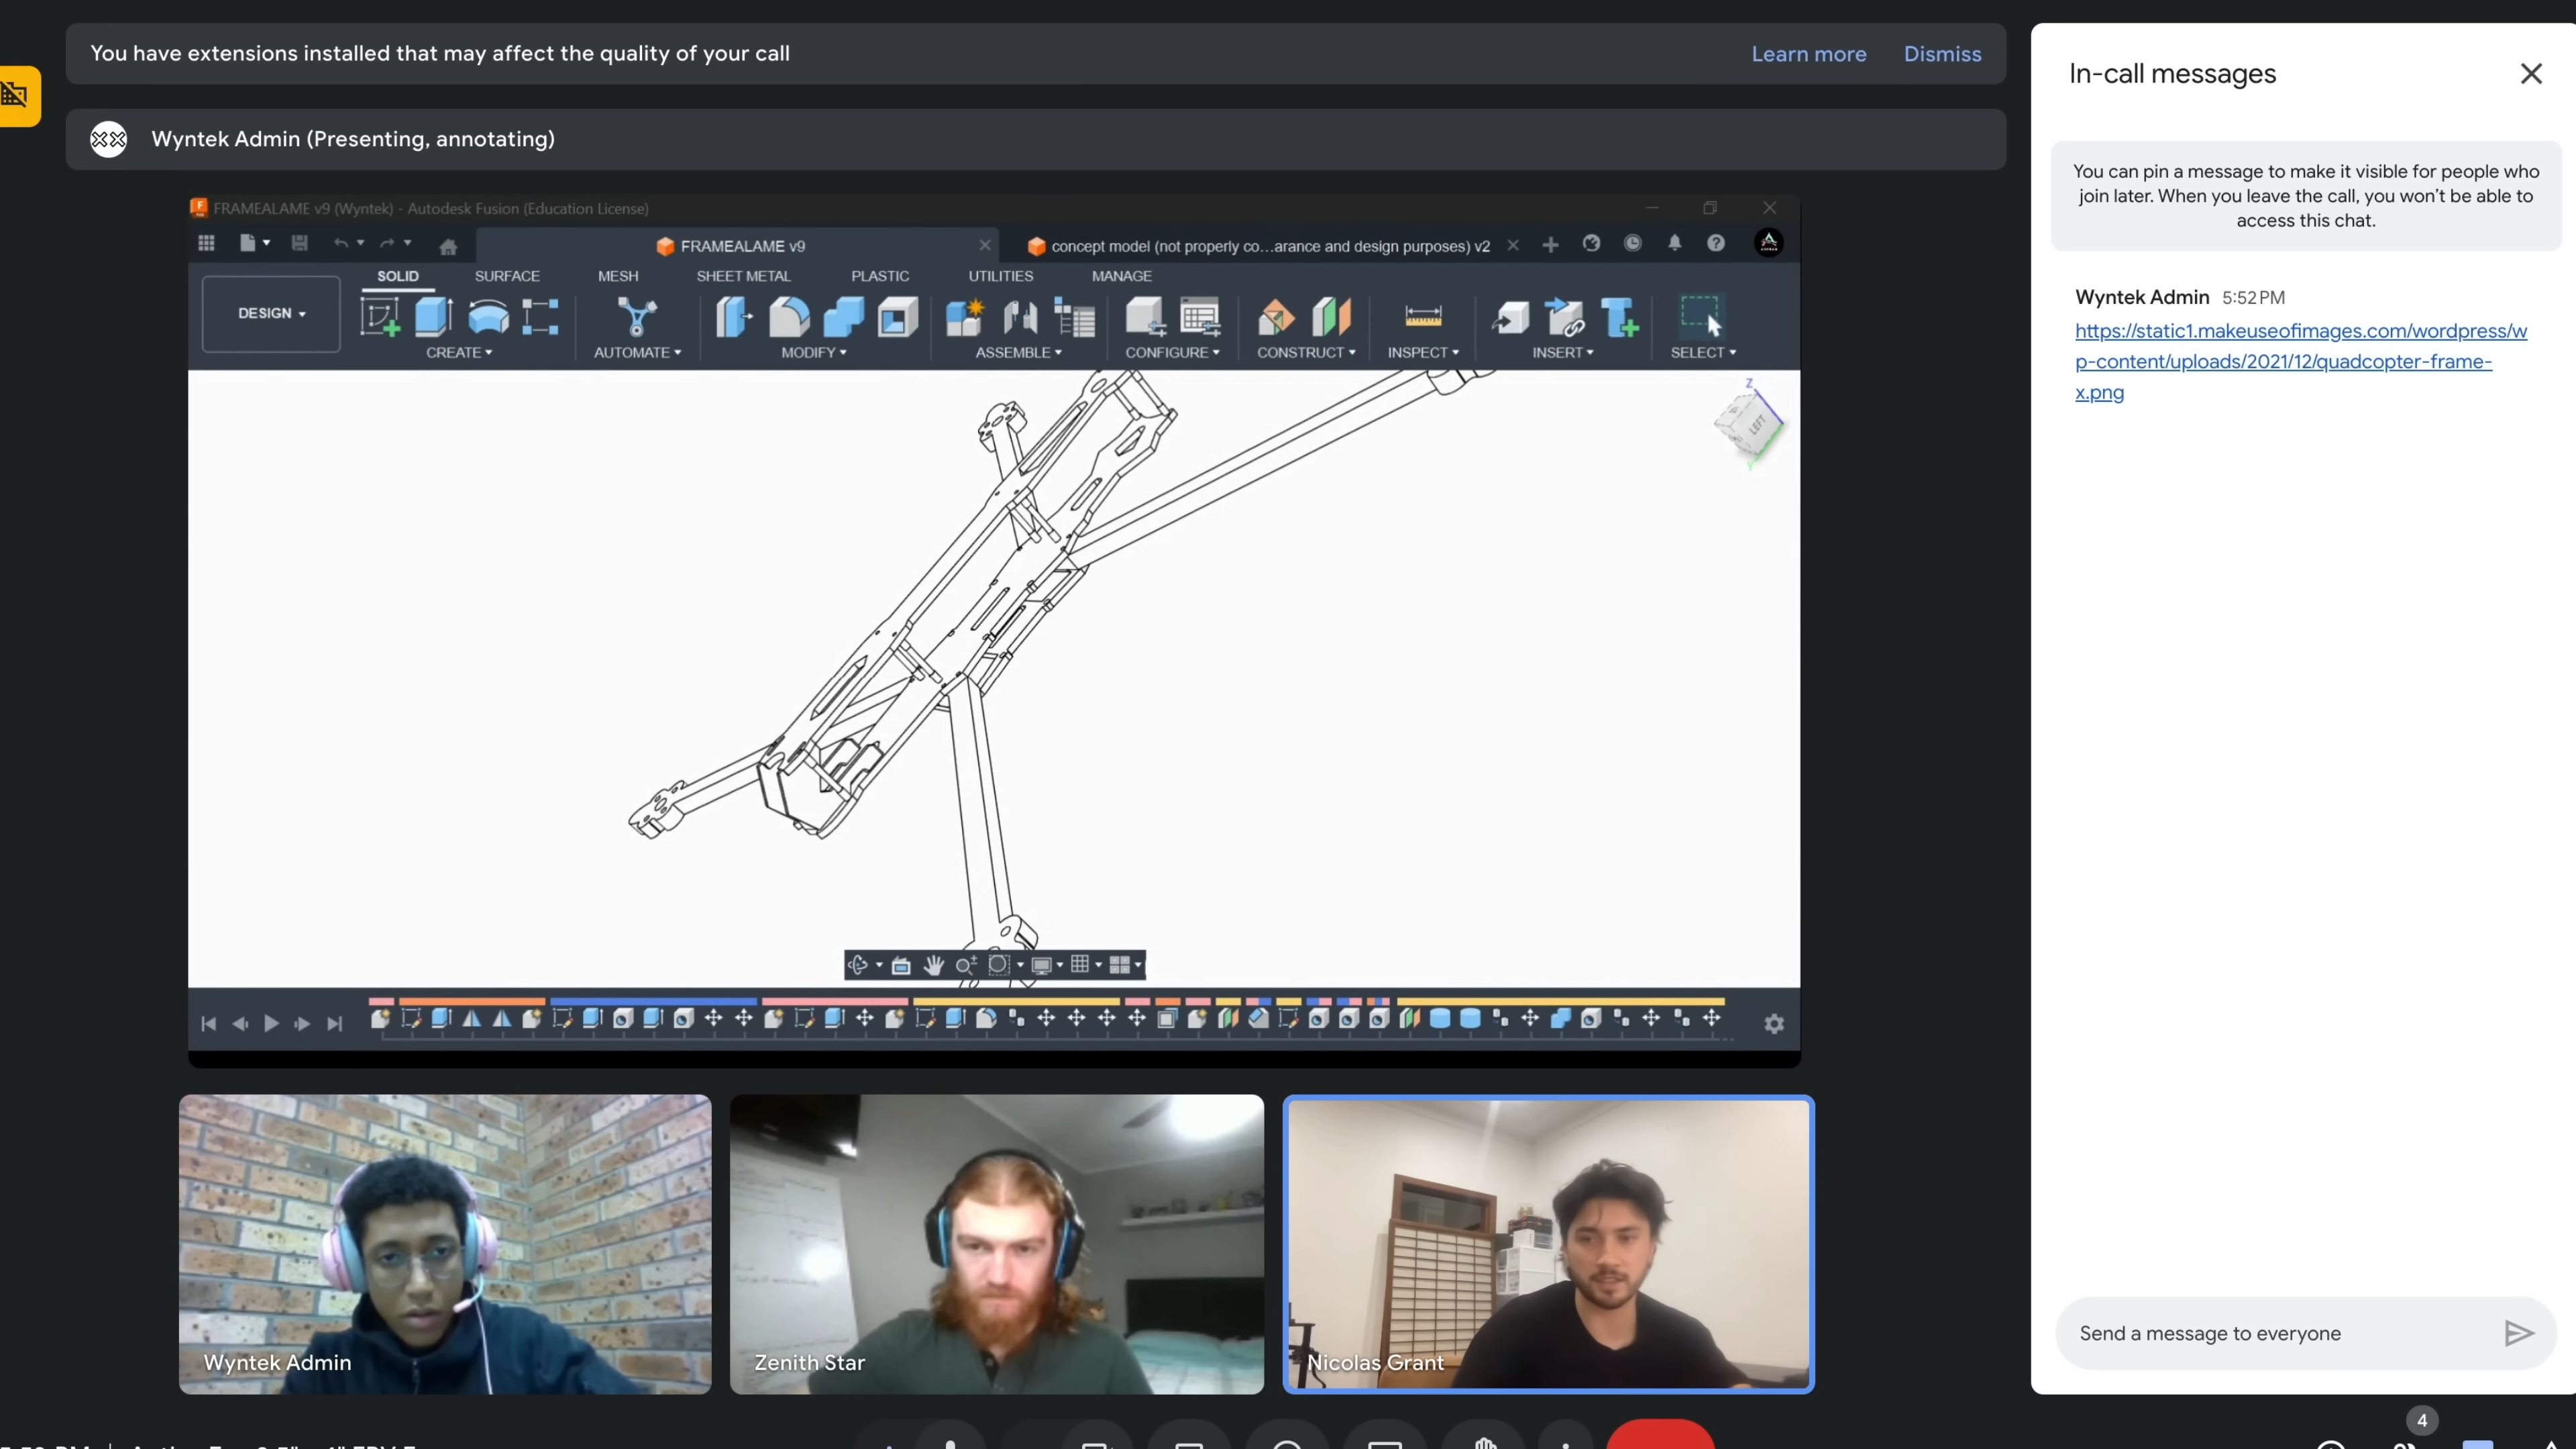 You have extensions installed that may affect the quality of your call
Learn more
Dismiss
Wyntek Admin (Presenting, annotating)
FRAMEALAME v9 (Wyntek) - Autodesk Fusion (Education License)
FRAMEALAME v9
concept model (not properly co...arance and design purposes) v2
SOLID
SURFACE
MESH
SHEET METAL
PLASTIC
UTILITIES
MANAGE
DESIGN
CREATE
AUTOMATE
MODIFY
ASSEMBLE
CONFIGURE
CONSTRUCT
INSPECT
INSERT
SELECT
Z
LEFT
Y
Wyntek Admin
Zenith Star
Nicolas Grant
In-call messages
You can pin a message to make it visible for people who
join later. When you leave the call, you won't be able to
access this chat.
Wyntek Admin 5:52 PM
https://static1.makeuseofimages.com/wordpress/w
p-content/uploads/2021/12/quadcopter-frame-
x.png
Send a message to everyone
4